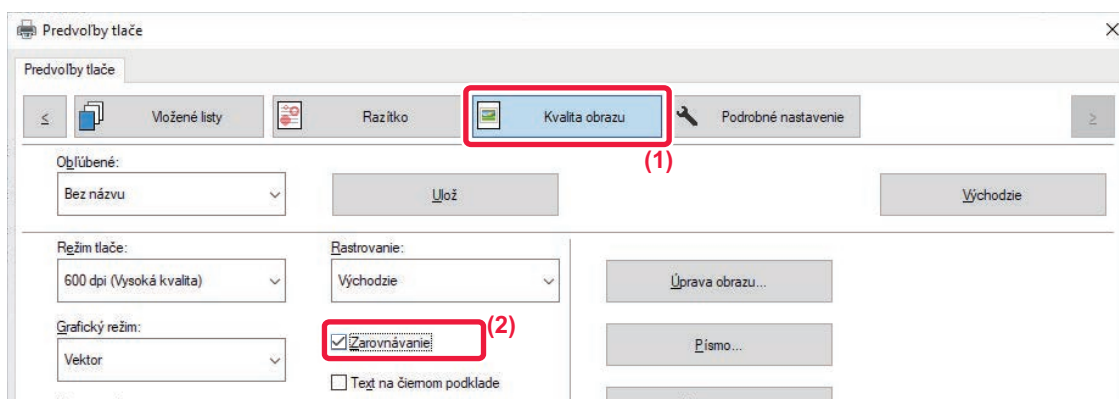 Predvoľby tlače
Predvoľby tlače
< Vložené listy Razítko Kvalita obrazu Podrobné nastavenie >
(1)
Obľúbené:
Bez názvu Ulož Východzie
Režim tlače: Rastrovanie:
600 dpi (Vysoká kvalita) Východzie Úprava obrazu...
Grafický režim: (2)
Zarovnávanie Písmo...
Vektor
Text na čiernom podklade